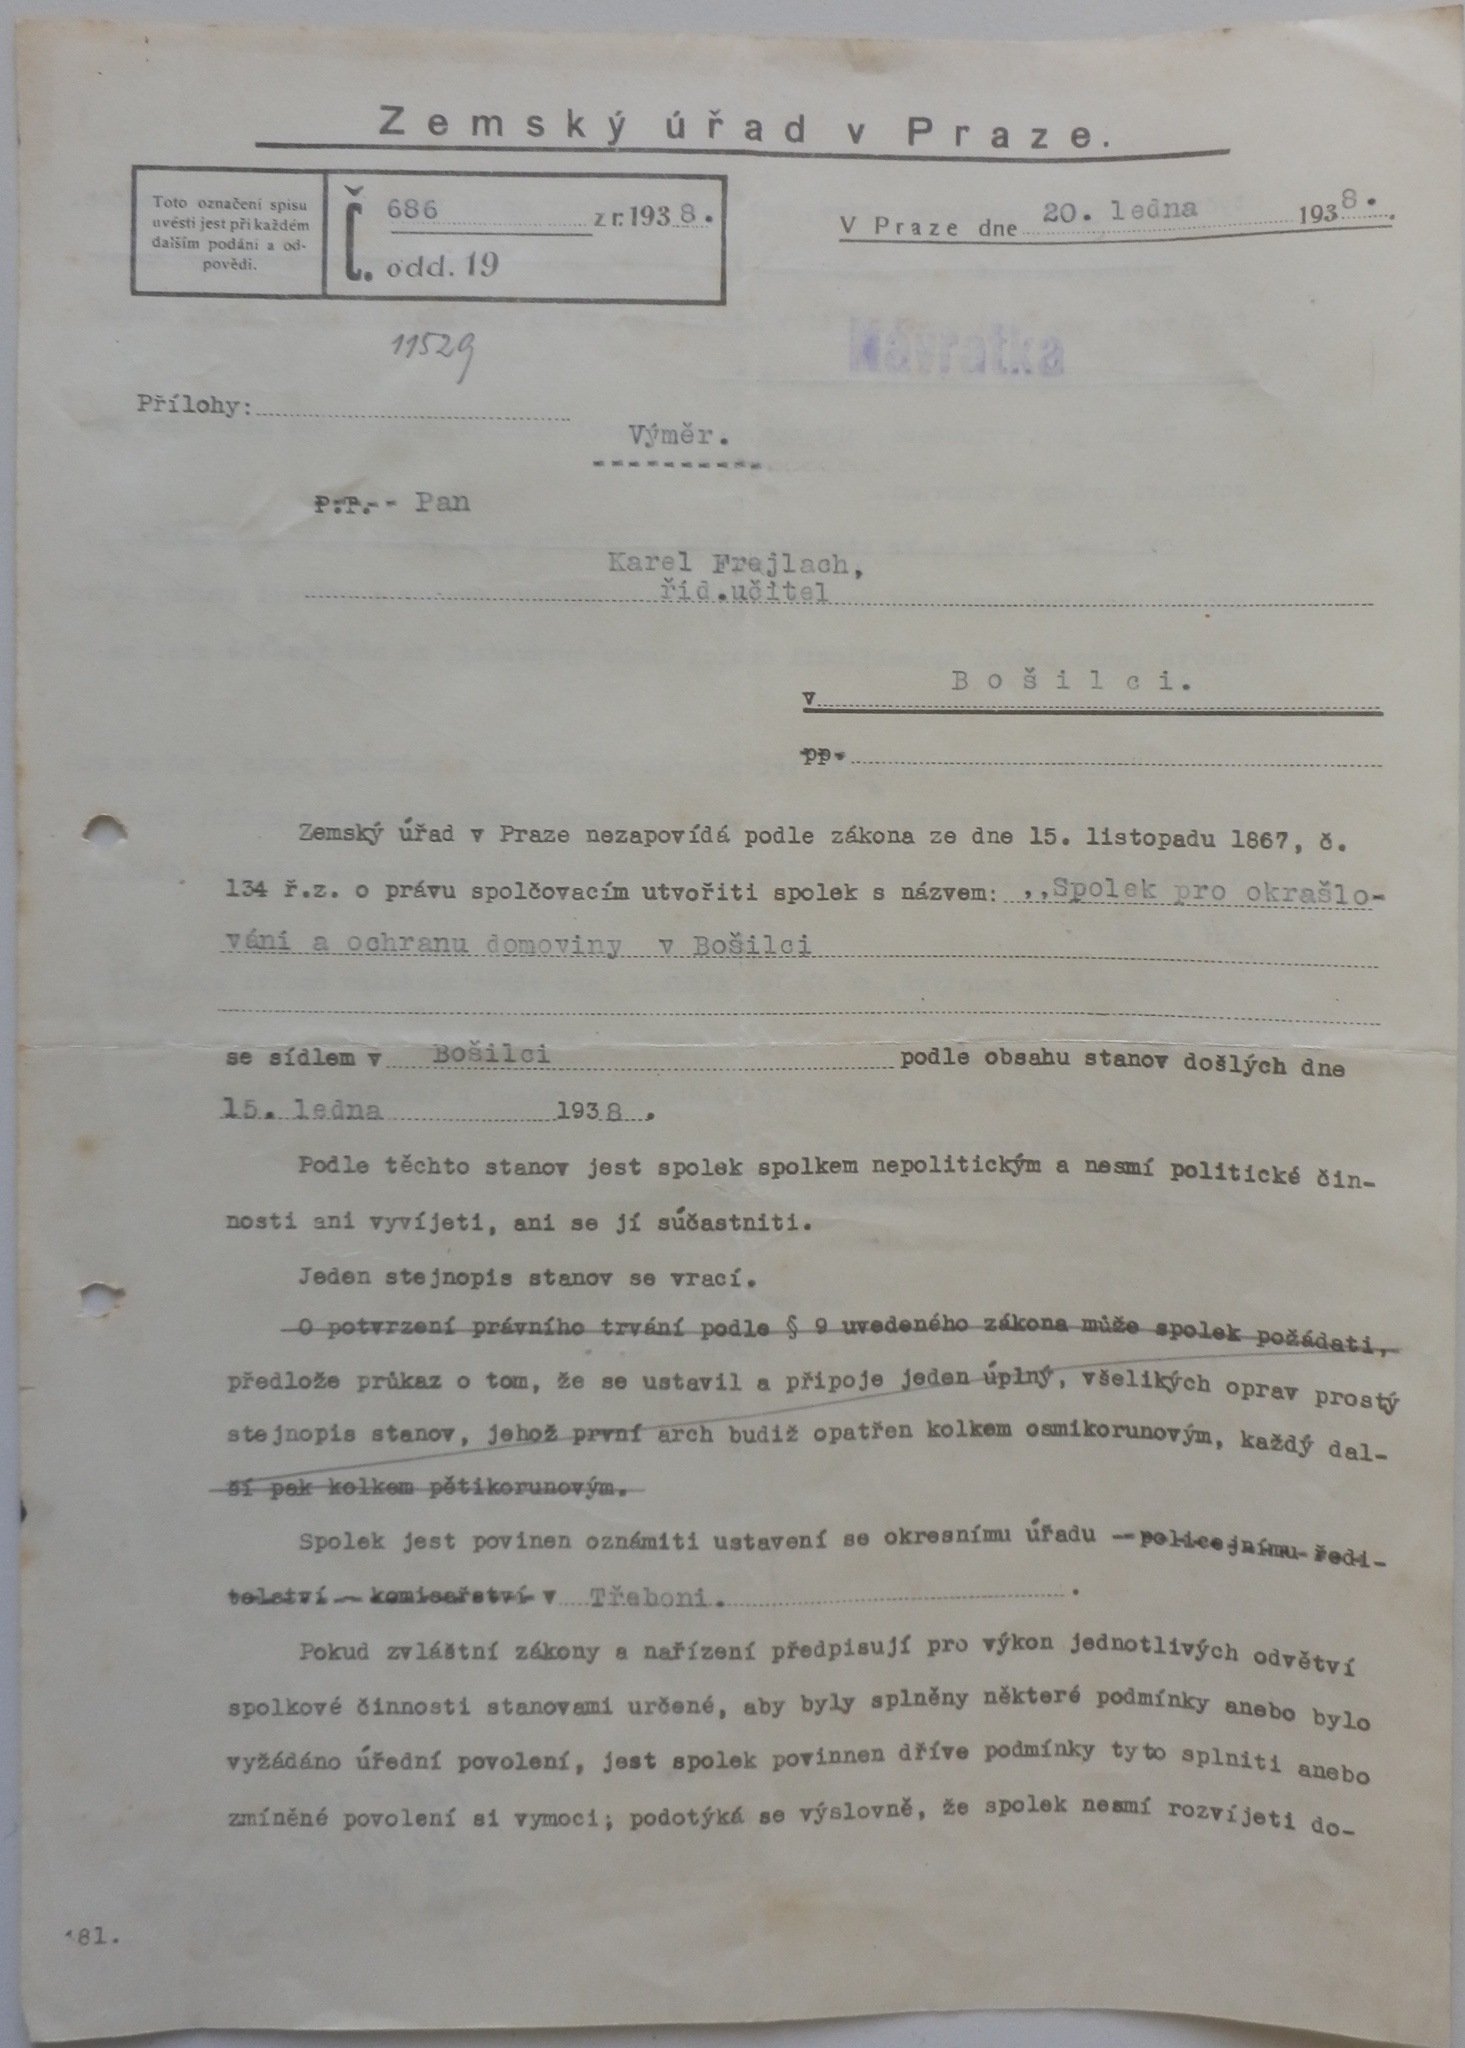 Zemský úřad v Praze.
Toto označení spisu
uvésti jest při každém
dalším podání a od-
povědi.
Č. 686 z r. 1938.
odd. 19
V Praze dne 20. ledna 1938.
11529
Návratka
Přílohy:
Výměr.
P.T.-- Pan
Karel Frajlach,
říd.učitel
v Bošilci.
pp.
Zemský úřad v Praze nezapovídá podle zákona ze dne 15. listopadu 1867, č.
134 ř.z. o právu spolčovacím utvořiti spolek s názvem: ,,Spolek pro okrašlo-
vání a ochranu domoviny v Bošilci
se sídlem v Bošilci podle obsahu stanov došlých dne
15. ledna 1938.
Podle těchto stanov jest spolek spolkem nepolitickým a nesmí politické čin-
nosti ani vyvíjeti, ani se jí súčastniti.
Jeden stejnopis stanov se vrací.
O potvrzení právního trvání podle § 9 uvedeného zákona může spolek požádati,
předlože průkaz o tom, že se ustavil a připoje jeden úplný, všelikých oprav prostý
stejnopis stanov, jehož první arch budiž opatřen kolkem osmikorunovým, každý dal-
ší pak kolkem pětikorunovým.
Spolek jest povinen oznámiti ustavení se okresnímu úřadu - policejnímu ředi-
telství - komisařství v Třeboni. .
Pokud zvláštní zákony a nařízení předpisují pro výkon jednotlivých odvětví
spolkové činnosti stanovami určené, aby byly splněny některé podmínky anebo bylo
vyžádáno úřední povolení, jest spolek povinnen dříve podmínky tyto splniti anebo
zmíněné povolení si vymoci; podotýká se výslovně, že spolek nesmí rozvíjeti do-
181.